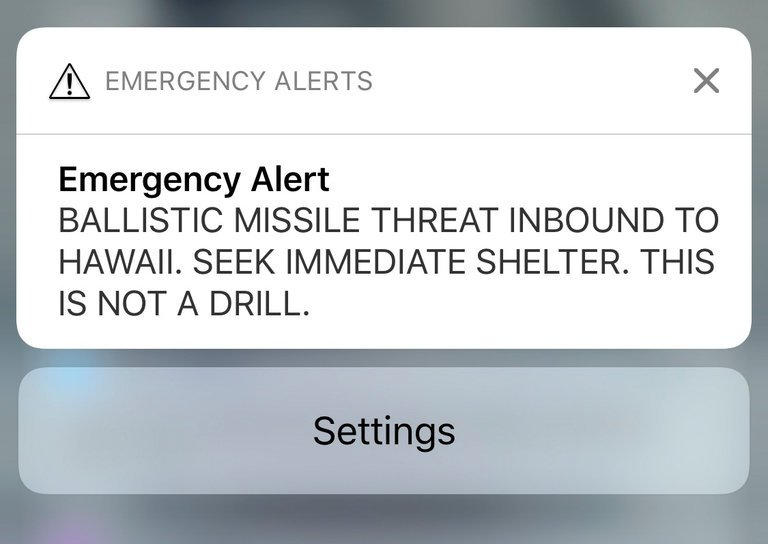 EMERGENCY ALERTS
Emergency Alert
BALLISTIC MISSILE THREAT INBOUND TO
HAWAII. SEEK IMMEDIATE SHELTER. THIS
IS NOT A DRILL.
Settings